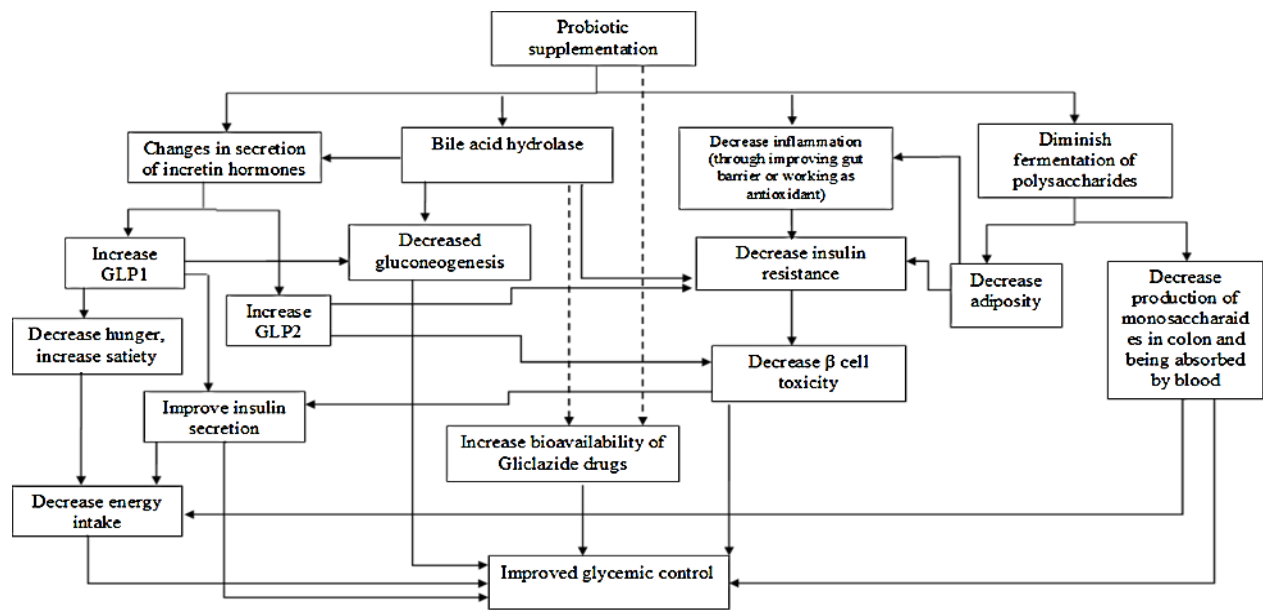 Probiotic
supplementation
Changes in secretion
of incretin hormones
Bile acid hydrolase
Decrease inflammation
(through improving gut
barrier or working as
antioxidant)
Diminish
fermentation of
polysaccharides
Increase
GLP1
Decreased
gluconeogenesis
Decrease insulin
resistance
Decrease
adiposity
Decrease
production of
monosaccharaid
es in colon and
being absorbed
by blood
Increase
GLP2
Decrease hunger,
increase satiety
Decrease β cell
toxicity
Improve insulin
secretion
Increase bioavailability of
Gliclazide drugs
Decrease energy
intake
Improved glycemic control